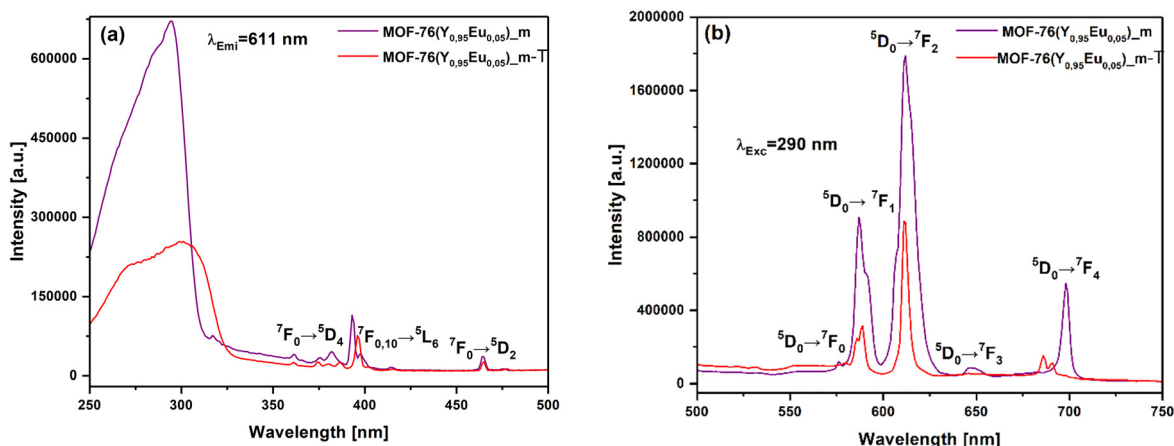 (a)
λEmi=611 nm
MOF-76(Y0,95Eu0,05)_m
MOF-76(Y0,95Eu0,05)_m-T
600000
450000
300000
150000
0
Intensity [a.u.]
⁷F₀→⁵D₄
⁷F₀,₁₀→⁵L₆
⁷F₀→⁵D₂
250 300 350 400 450 500
Wavelength [nm]
(b)
MOF-76(Y0,95Eu0,05)_m
MOF-76(Y0,95Eu0,05)_m-T
λExc=290 nm
2000000
1600000
1200000
800000
400000
0
Intensity [a.u.]
⁵D₀→⁷F₂
⁵D₀→⁷F₁
⁵D₀→⁷F₄
⁵D₀→⁷F₀
⁵D₀→⁷F₃
500 550 600 650 700 750
Wavelength [nm]